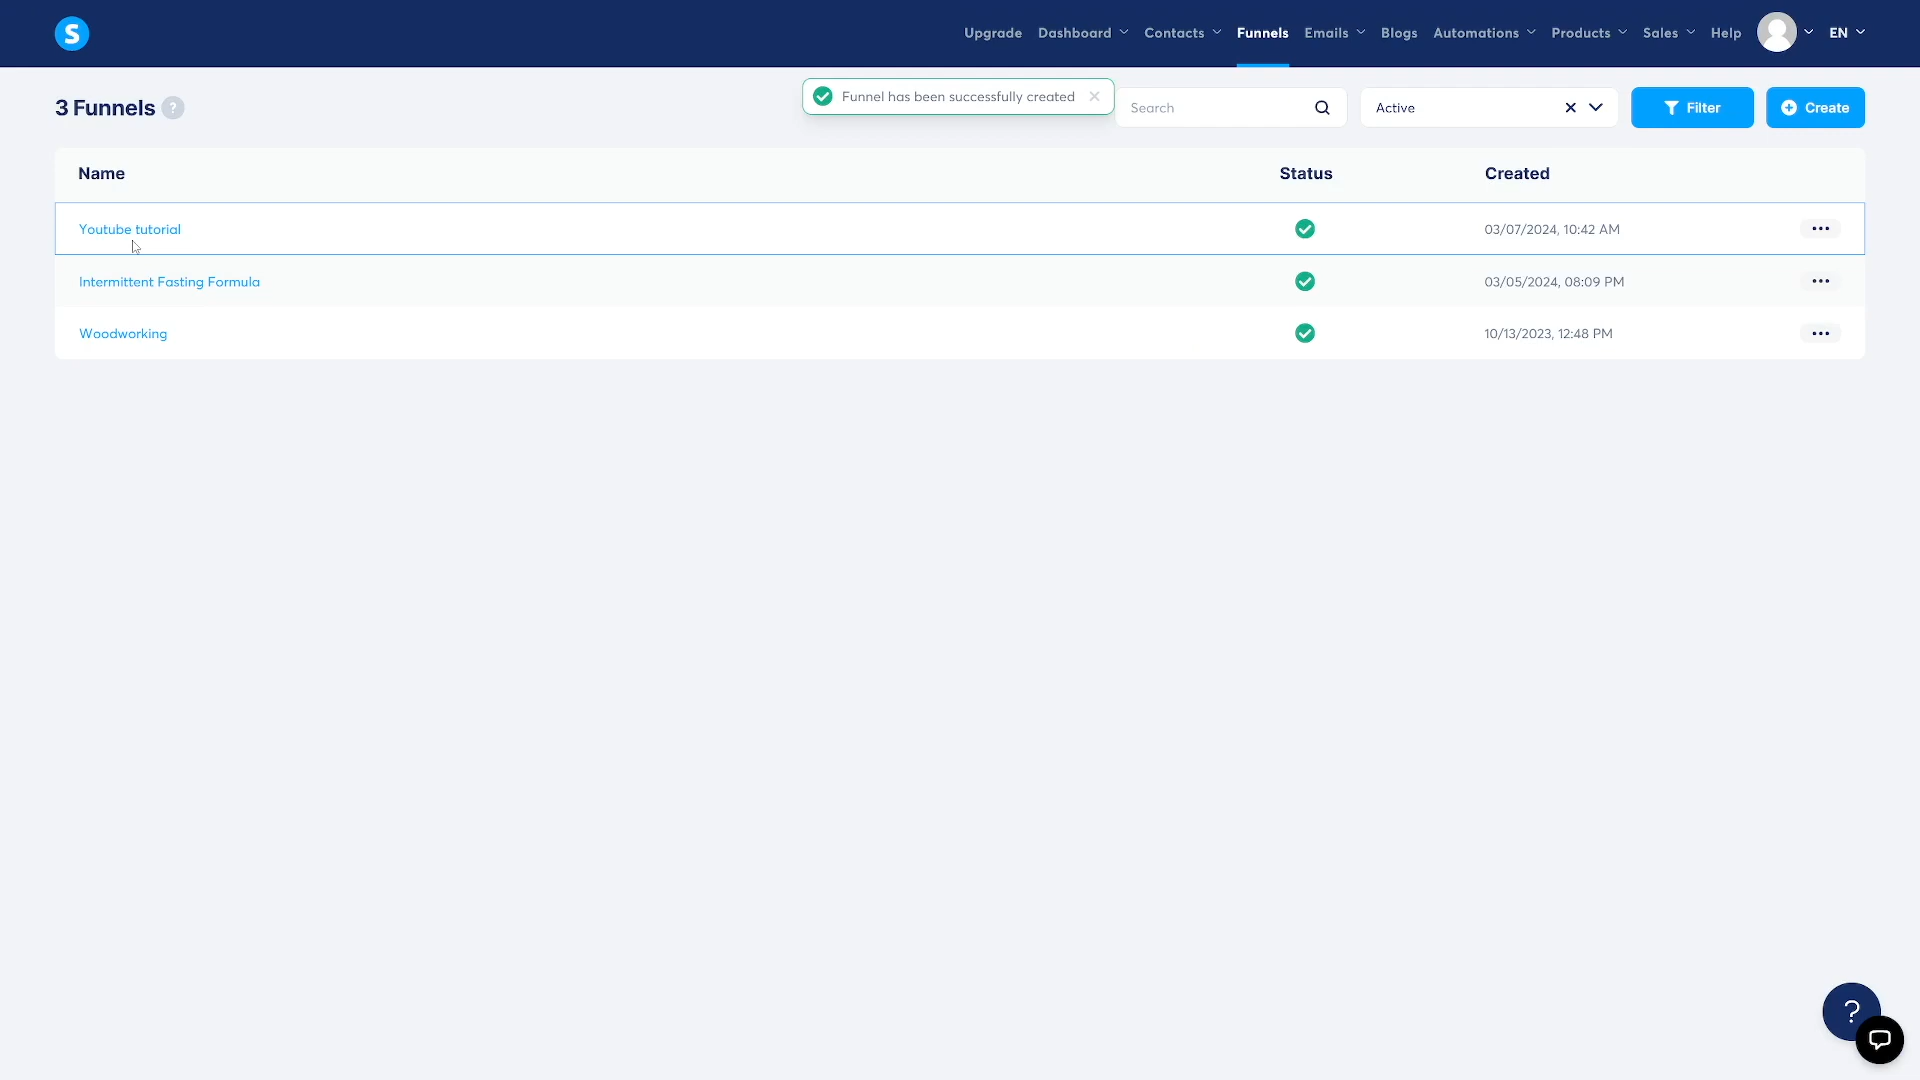 S
Upgrade Dashboard Contacts Funnels Emails Blogs Automations Products Sales Help EN
3 Funnels ?
Funnel has been successfully created
Search
Active
Filter
Create
Name Status Created
Youtube tutorial 03/07/2024, 10:42 AM
Intermittent Fasting Formula 03/05/2024, 08:09 PM
Woodworking 10/13/2023, 12:48 PM
?